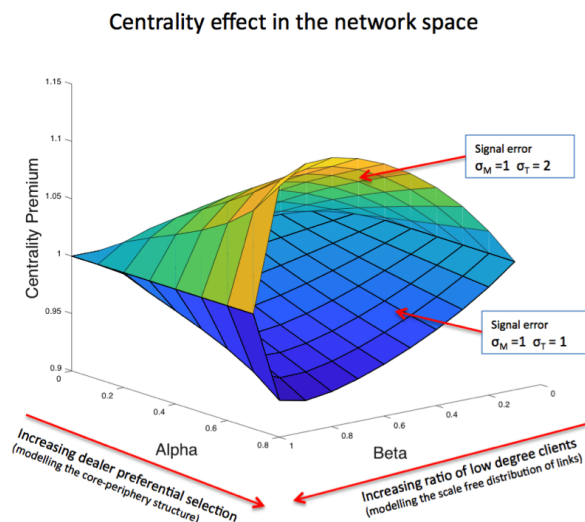 Centrality effect in the network space
1.15
1.1
1.05
1
0.95
0.9
Centrality Premium
Signal error
σM =1 σT = 2
Signal error
σM =1 σT = 1
0
0.2
0.4
0.6
0.8
Alpha
1
0.8
0.6
0.4
0.2
0
Beta
Increasing dealer preferential selection
(modelling the core-periphery structure)
Increasing ratio of low degree clients
(modelling the scale free distribution of links)